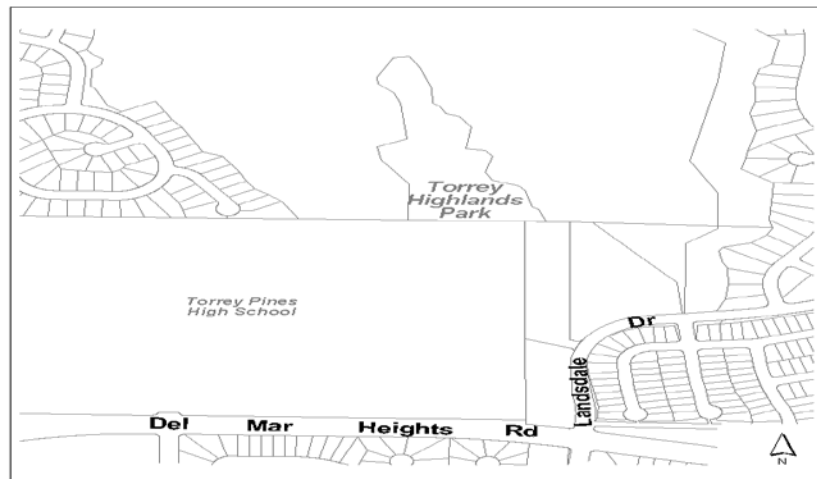 Torrey
Highlands
Park
Torrey Pines
High School
Landsdale Dr
Del Mar Heights Rd
N